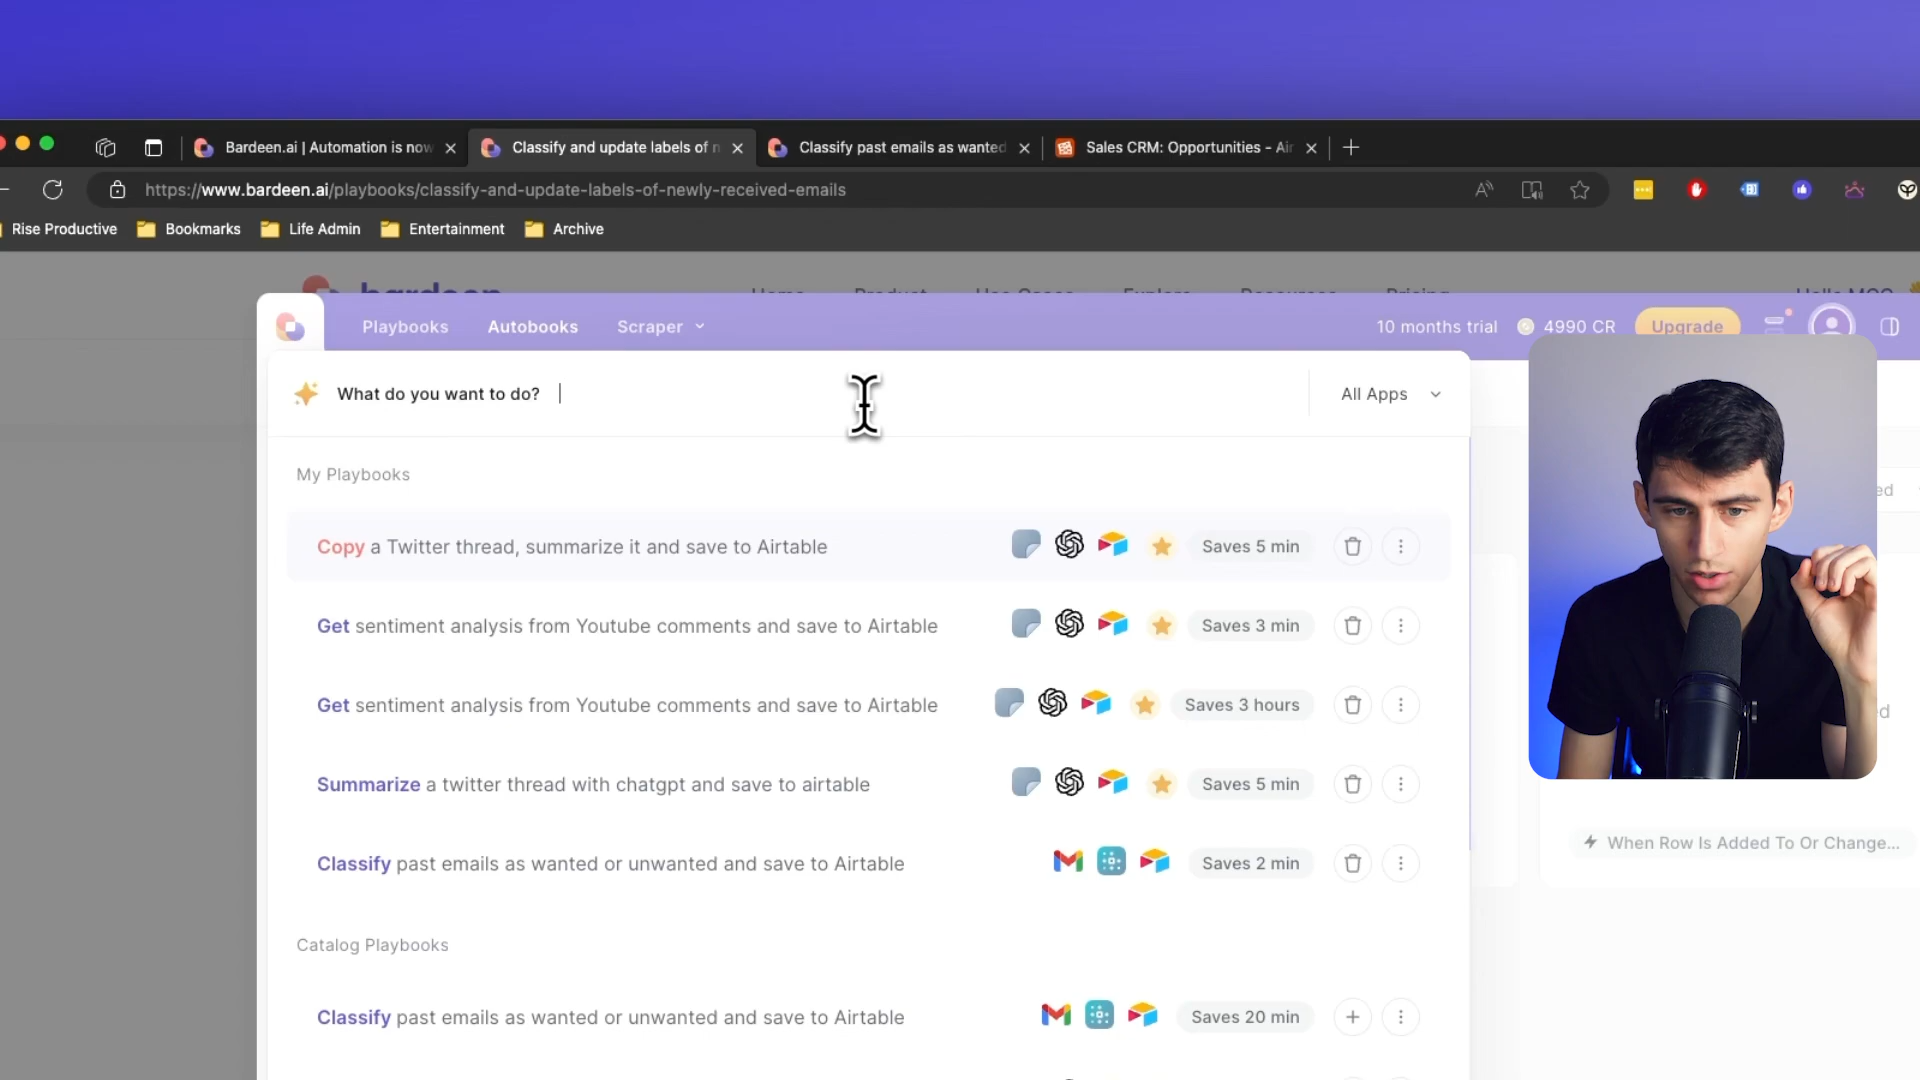 Bardeen.ai | Automation is now
Classify and update labels of n
Classify past emails as wanted
Sales CRM: Opportunities - Air
https://www.bardeen.ai/playbooks/classify-and-update-labels-of-newly-received-emails
Rise Productive
Bookmarks
Life Admin
Entertainment
Archive
bardeen
Home
Product
Use Cases
Explore
Resources
Pricing
Playbooks
Autobooks
Scraper
10 months trial
4990 CR
Upgrade
What do you want to do?
All Apps
My Playbooks
Copy a Twitter thread, summarize it and save to Airtable
Saves 5 min
Get sentiment analysis from Youtube comments and save to Airtable
Saves 3 min
Get sentiment analysis from Youtube comments and save to Airtable
Saves 3 hours
Summarize a twitter thread with chatgpt and save to airtable
Saves 5 min
Classify past emails as wanted or unwanted and save to Airtable
Saves 2 min
When Row Is Added To Or Change...
Catalog Playbooks
Classify past emails as wanted or unwanted and save to Airtable
Saves 20 min